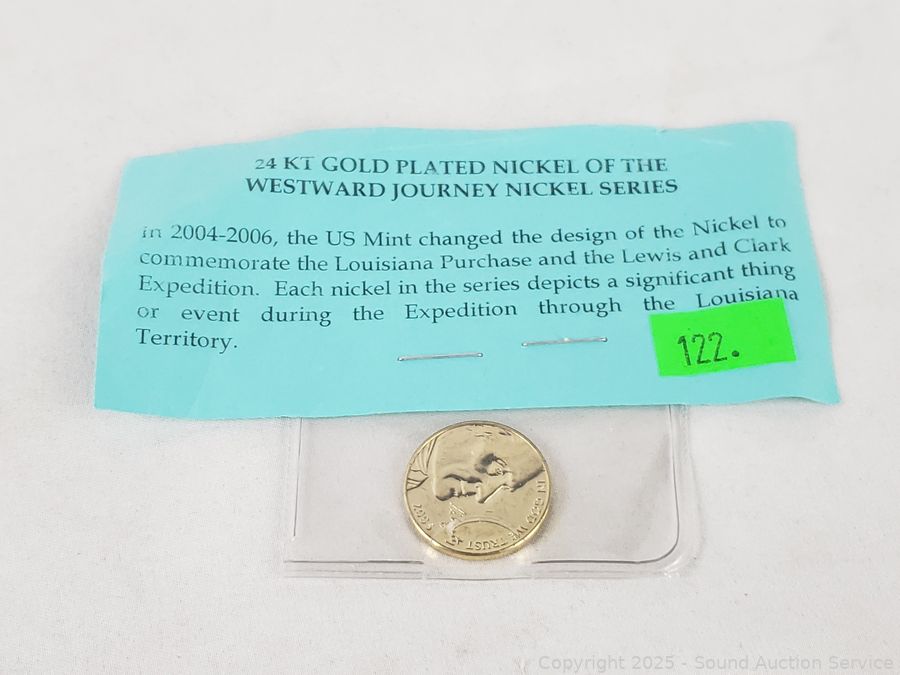 24 KT GOLD PLATED NICKEL OF THE
WESTWARD JOURNEY NICKEL SERIES
in 2004-2006, the US Mint changed the design of the Nickel to
commemorate the Louisiana Purchase and the Lewis and Clark
Expedition. Each nickel in the series depicts a significant thing
or event during the Expedition through the Louisiana
Territory.
122.
IN GOD WE TRUST
Copyright 2025 - Sound Auction Service